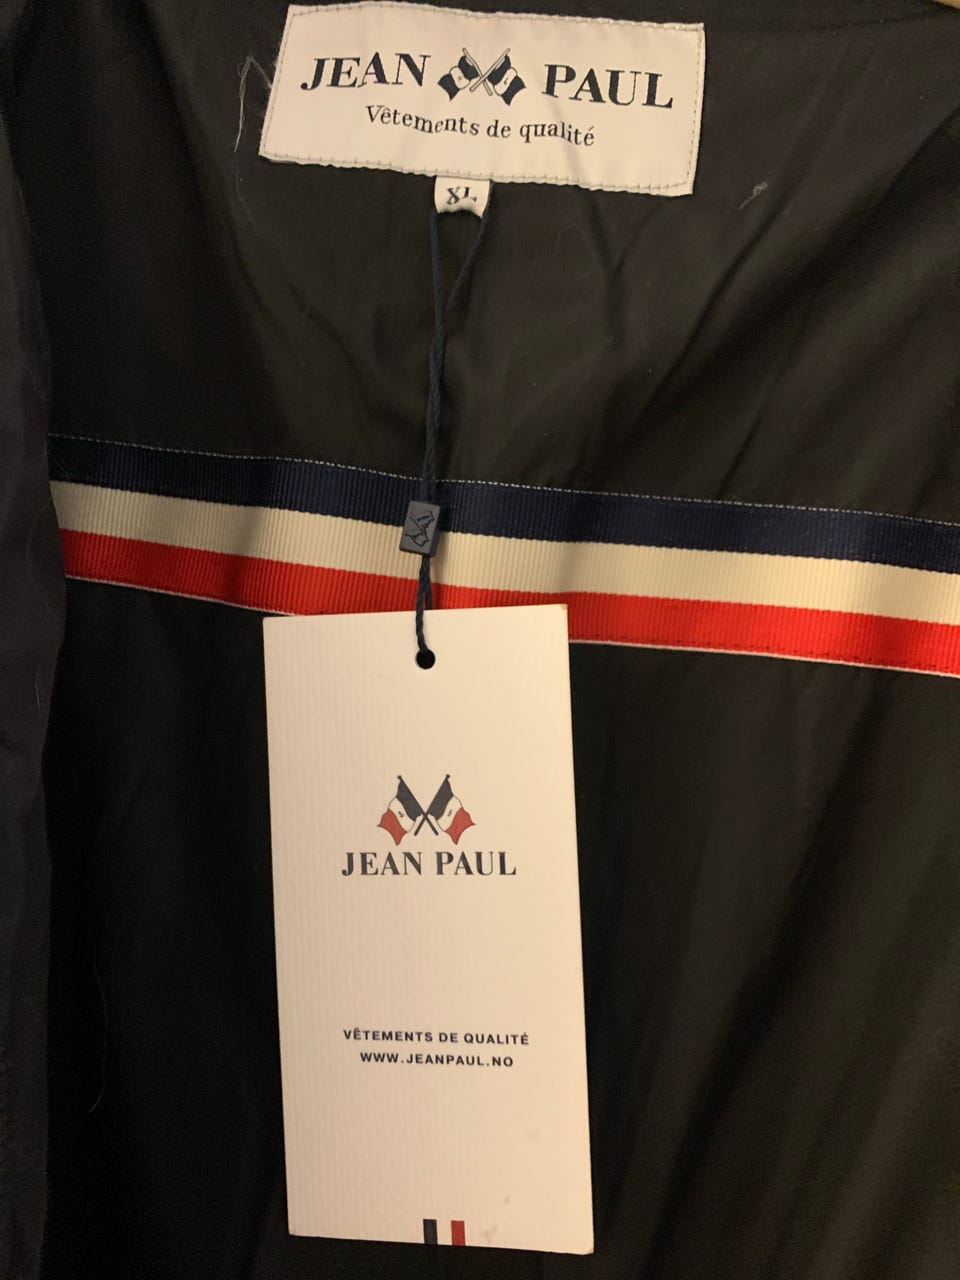 JEAN PAUL
Vêtements de qualité
XL
JEAN PAUL
VÊTEMENTS DE QUALITÉ
WWW.JEANPAUL.NO